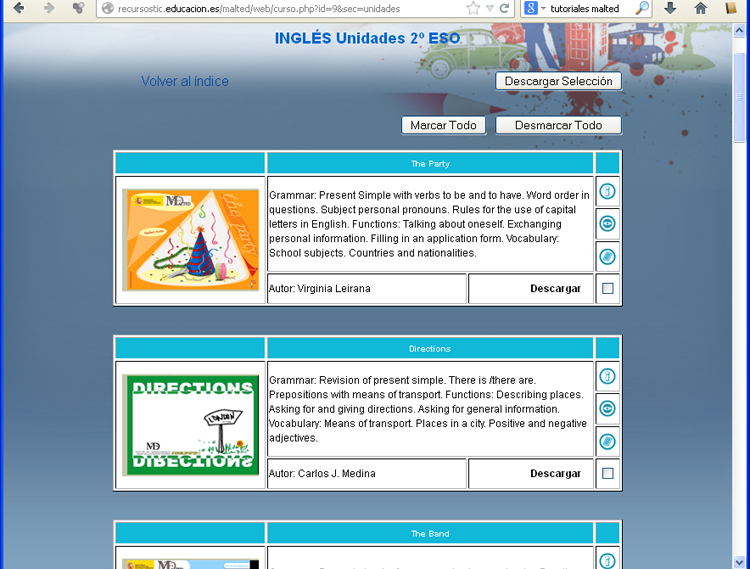 recursostic.educacion.es/malted/web/curso.php?id=9&sec=unidades
tutoriales malted
INGLÉS Unidades 2º ESO
Volver al índice
Descargar Selección
Marcar Todo
Desmarcar Todo
The Party
the party
Grammar: Present Simple with verbs to be and to have. Word order in
questions. Subject personal pronouns. Rules for the use of capital
letters in English. Functions: Talking about oneself. Exchanging
personal information. Filling in an application form. Vocabulary:
School subjects. Countries and nationalities.
Autor: Virginia Leirana
Descargar
Directions
DIRECTIONS
LONDON
DIRECTIONS
Grammar: Revision of present simple. There is /there are.
Prepositions with means of transport. Functions: Describing places.
Asking for and giving directions. Asking for general information.
Vocabulary: Means of transport. Places in a city. Positive and negative
adjectives.
Autor: Carlos J. Medina
Descargar
The Band